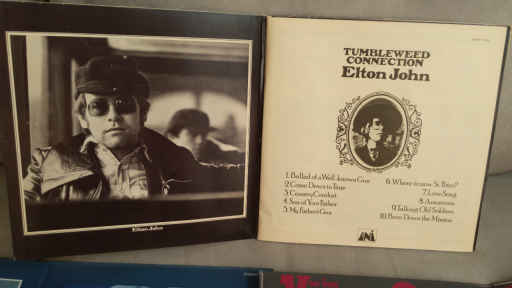 Elton John
TUMBLEWEED
CONNECTION
Elton John
1. Ballad of a Well-known Gun
2. Come Down in Time
3. Country Comfort
4. Son of Your Father
5. My Father's Gun
6. Where to now St. Peter?
7. Love Song
8. Amoreena
9. Talking Old Soldiers
10. Burn Down the Mission
UNI